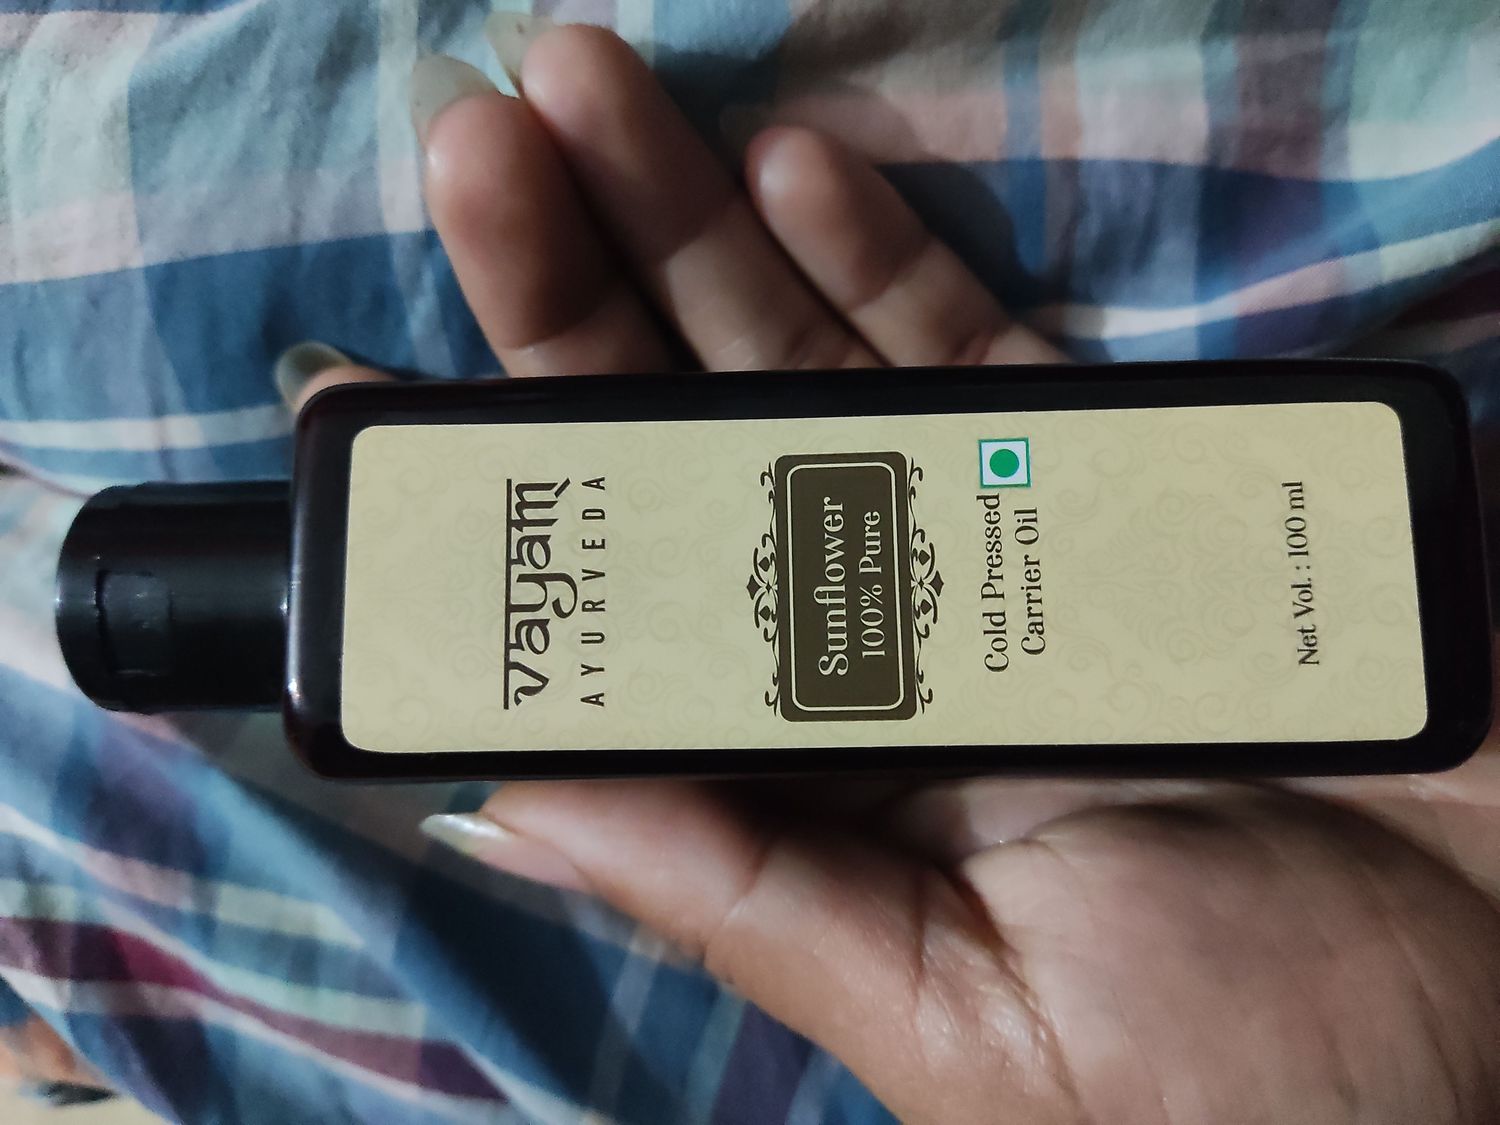 vayam
AYURVEDA
Sunflower
100% Pure
Cold Pressed
Carrier Oil
Net Vol. : 100 ml